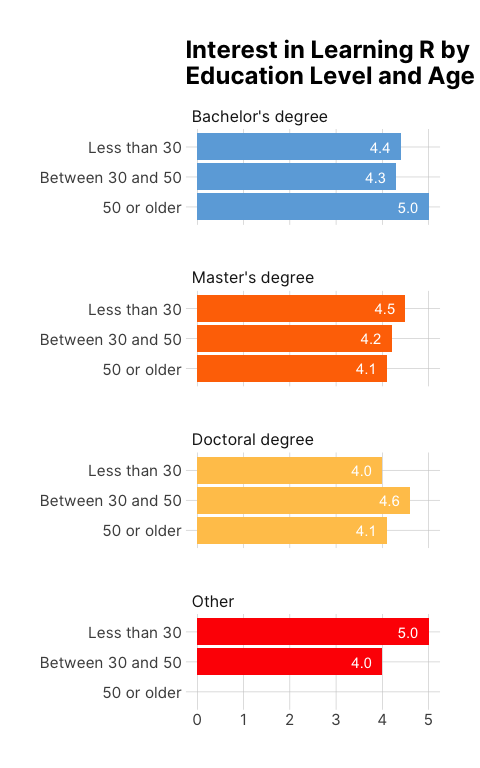 Interest in Learning R by
Education Level and Age
Bachelor's degree
Less than 30 4.4
Between 30 and 50 4.3
50 or older 5.0
Master's degree
Less than 30 4.5
Between 30 and 50 4.2
50 or older 4.1
Doctoral degree
Less than 30 4.0
Between 30 and 50 4.6
50 or older 4.1
Other
Less than 30 5.0
Between 30 and 50 4.0
50 or older
0 1 2 3 4 5